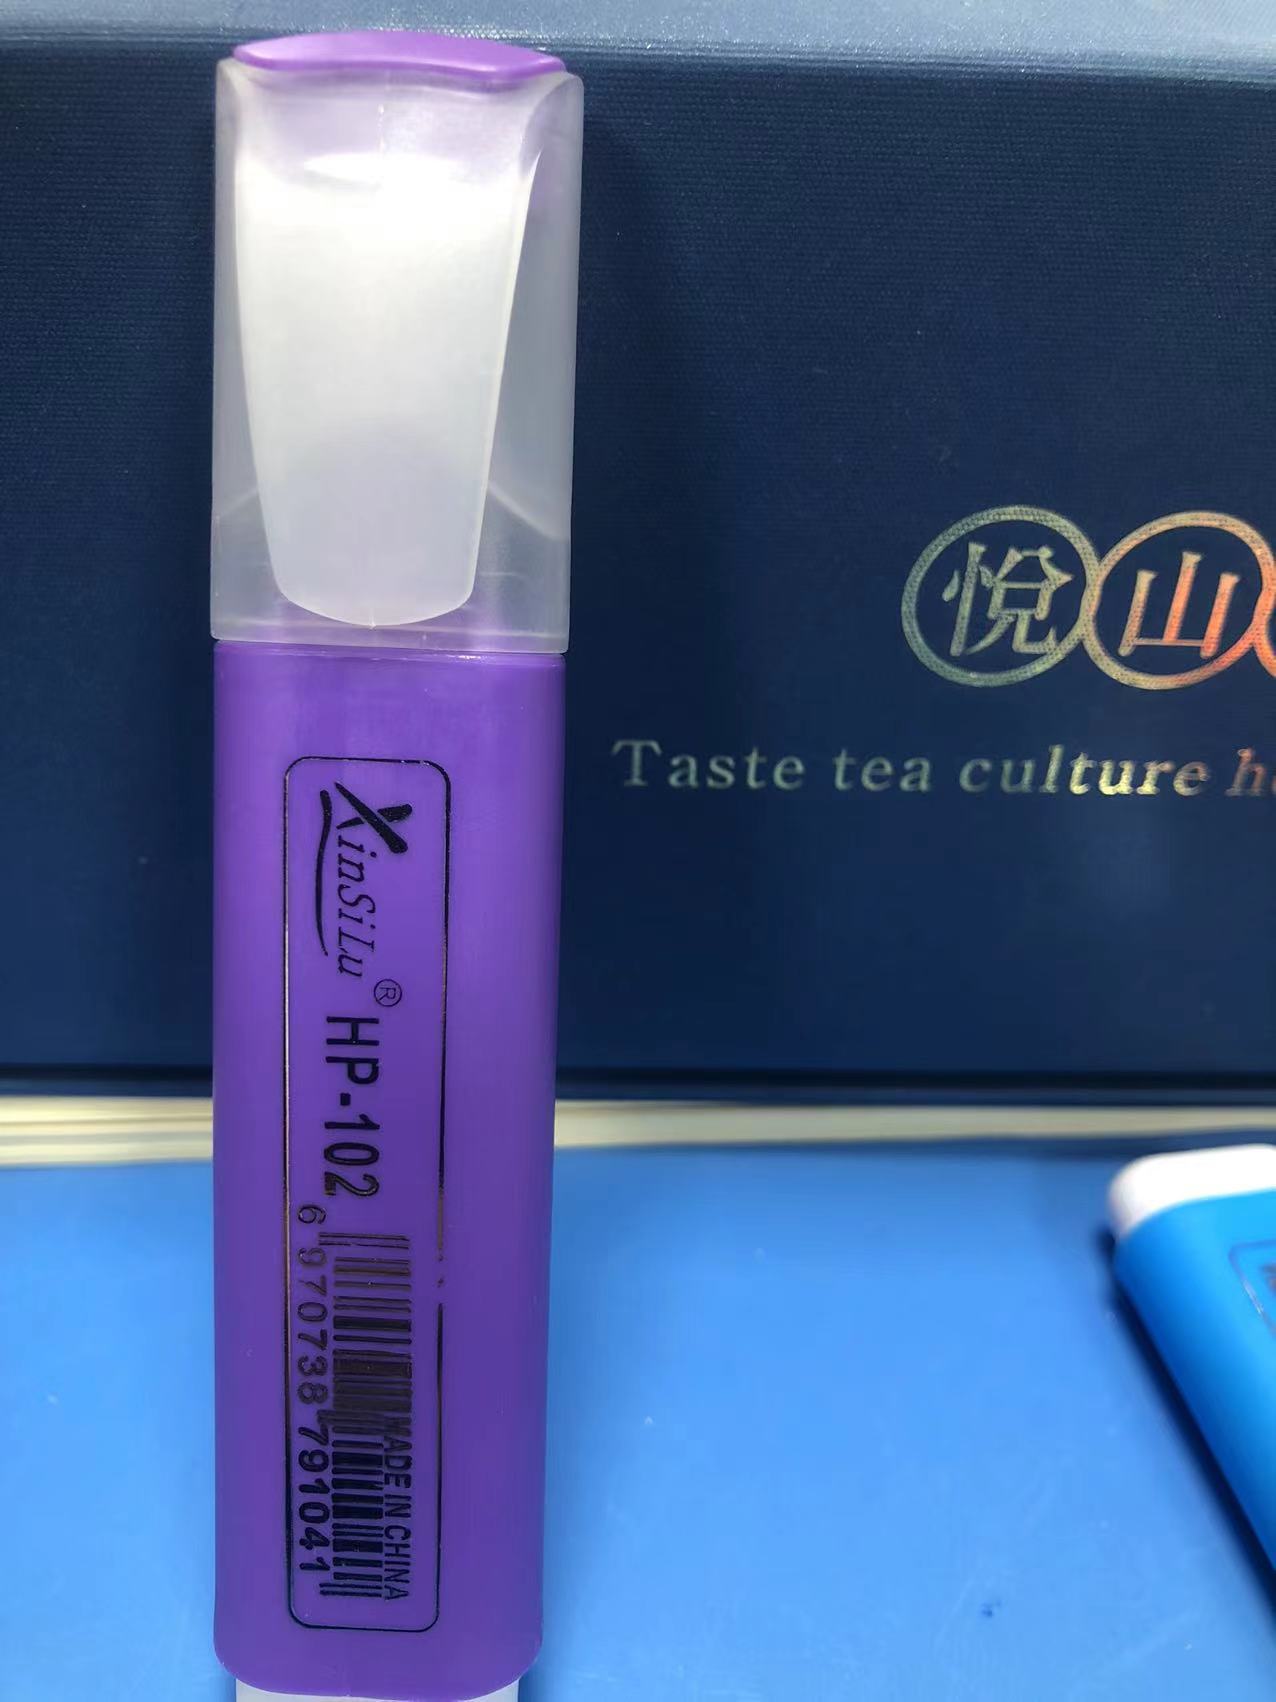 XinSiLu® HP-102
MADE IN CHINA
6 970738 791041
悦山
Taste tea culture